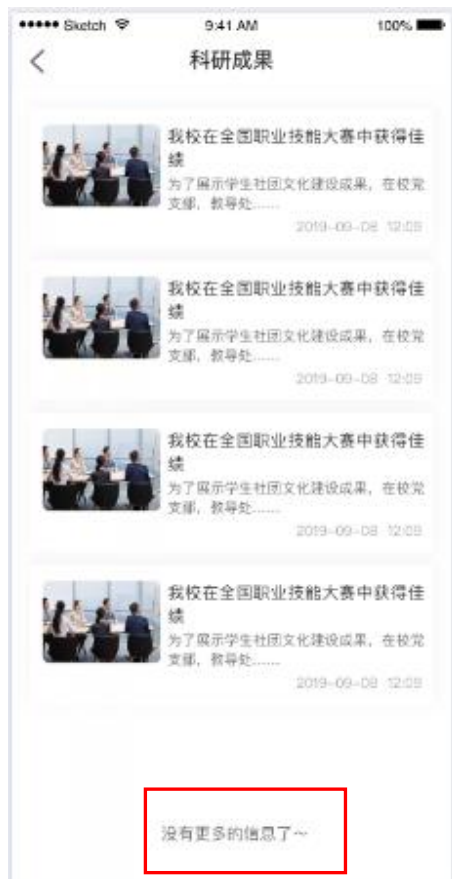 Sketch 9:41 AM 100%
科研成果
我校在全国职业技能大赛中获得佳
绩
为了展示学生社团文化建设成果，在校党
支部，教导处……
2019-09-08 12:09
我校在全国职业技能大赛中获得佳
绩
为了展示学生社团文化建设成果，在校党
支部，教导处……
2019-09-08 12:09
我校在全国职业技能大赛中获得佳
绩
为了展示学生社团文化建设成果，在校党
支部，教导处……
2019-09-08 12:09
我校在全国职业技能大赛中获得佳
绩
为了展示学生社团文化建设成果，在校党
支部，教导处……
2019-09-08 12:09
没有更多的信息了～